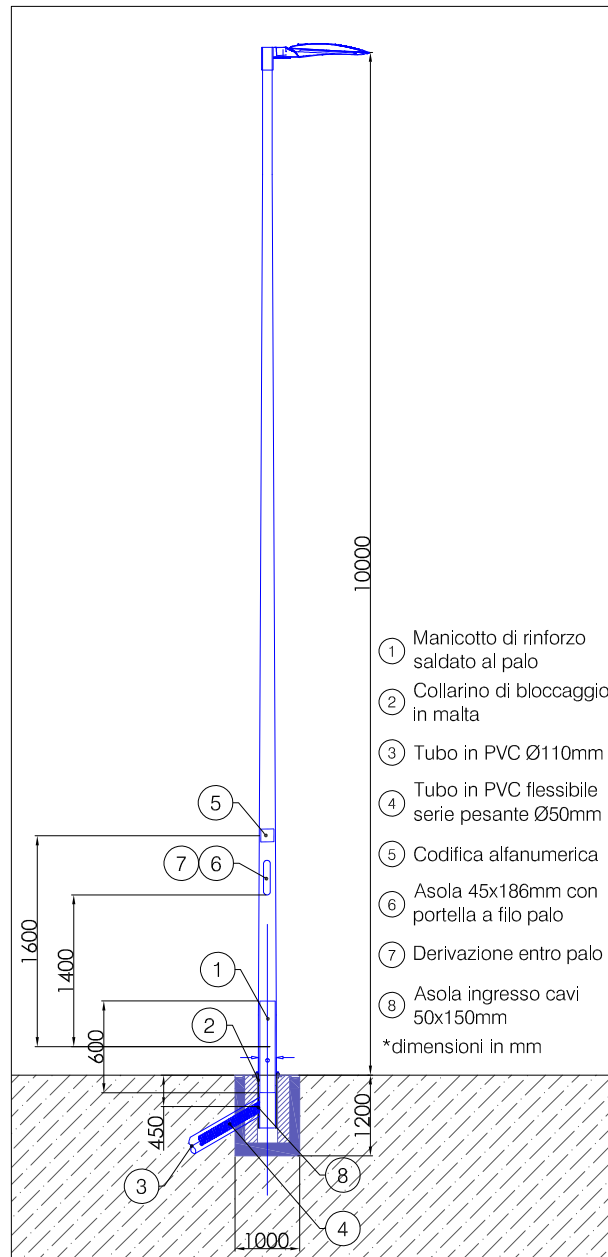 10000
1
Manicotto di rinforzo
saldato al palo
2
Collarino di bloccaggio
in malta
3
Tubo in PVC Ø110mm
4
Tubo in PVC flessibile
serie pesante Ø50mm
5
Codifica alfanumerica
6
Asola 45x186mm con
portella a filo palo
7
Derivazione entro palo
8
Asola ingresso cavi
50x150mm
*dimensioni in mm
5
7
6
1600
1400
1
600
2
450
1200
8
3
4
1000